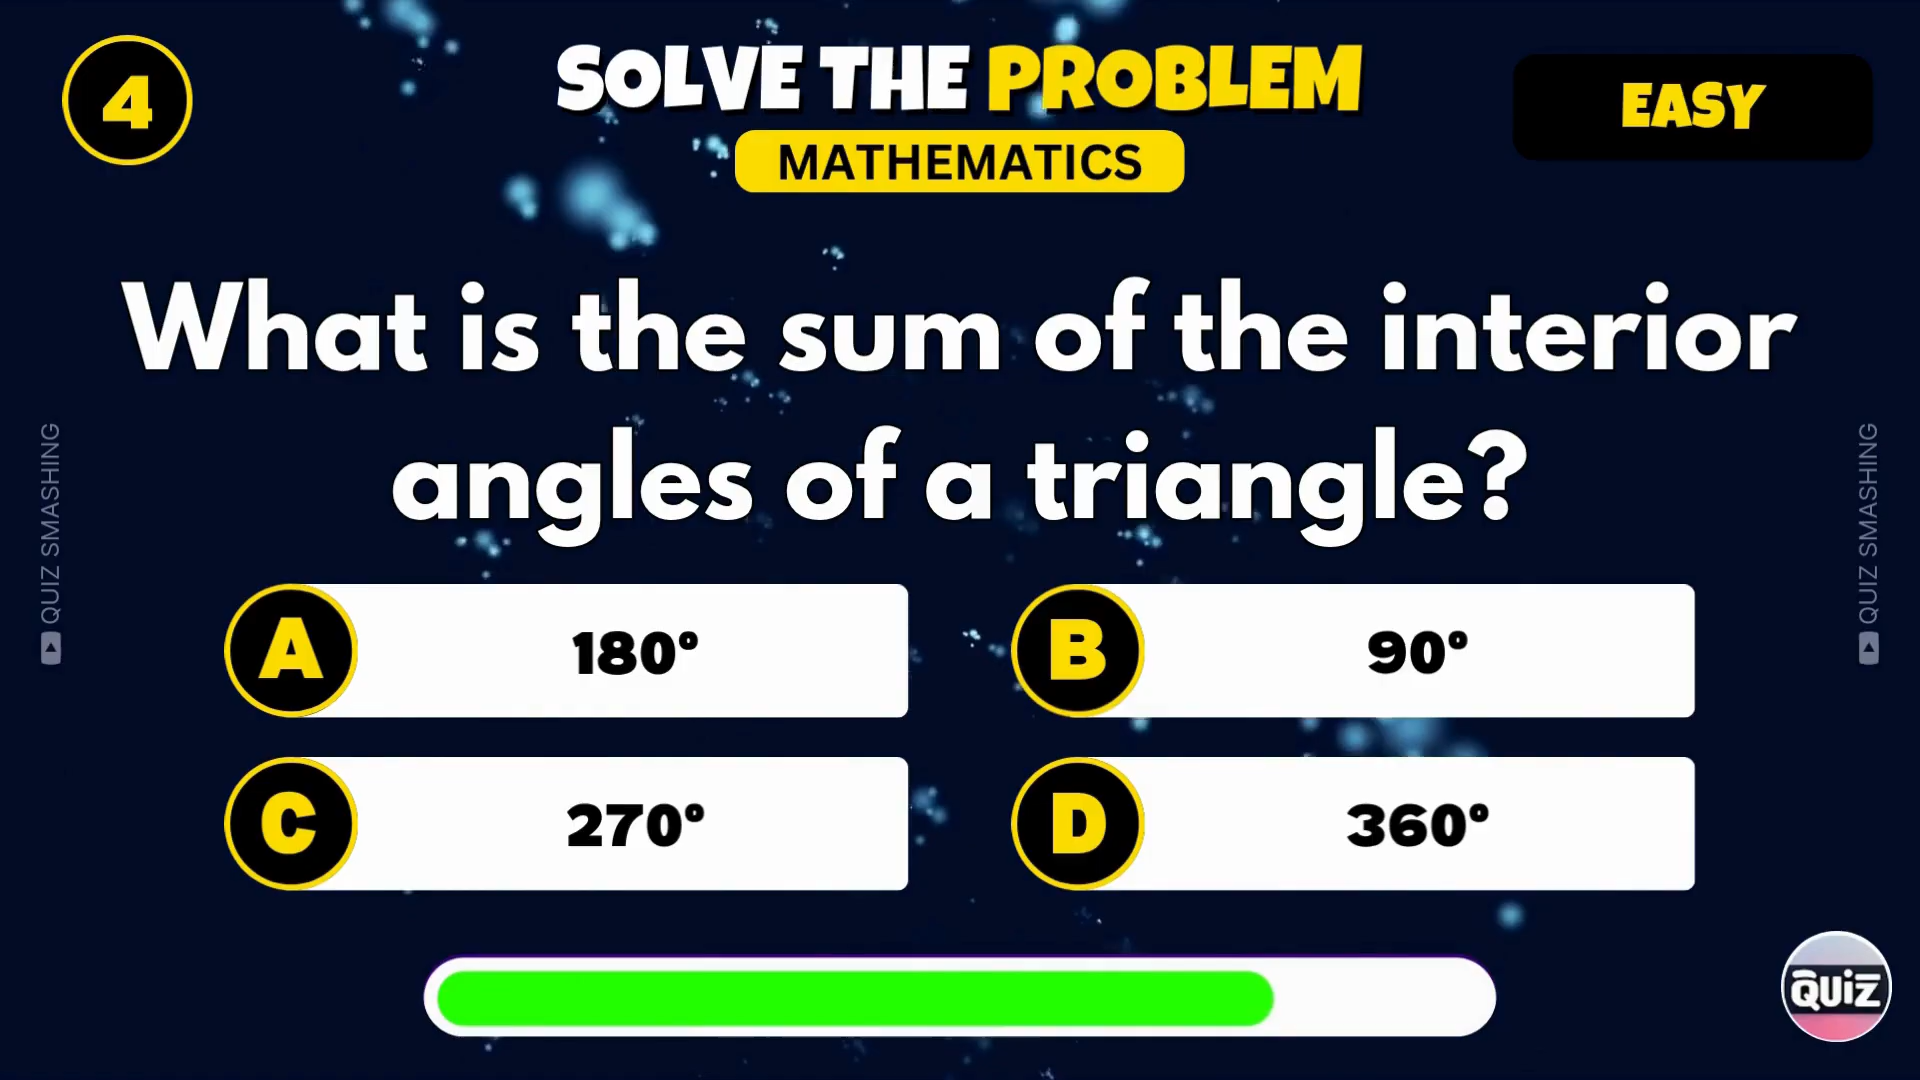 4
SOLVE THE PROBLEM
EASY
MATHEMATICS
What is the sum of the interior
angles of a triangle?
QUIZ SMASHING
QUIZ SMASHING
A 180°
B 90°
C 270°
D 360°
QUIZ